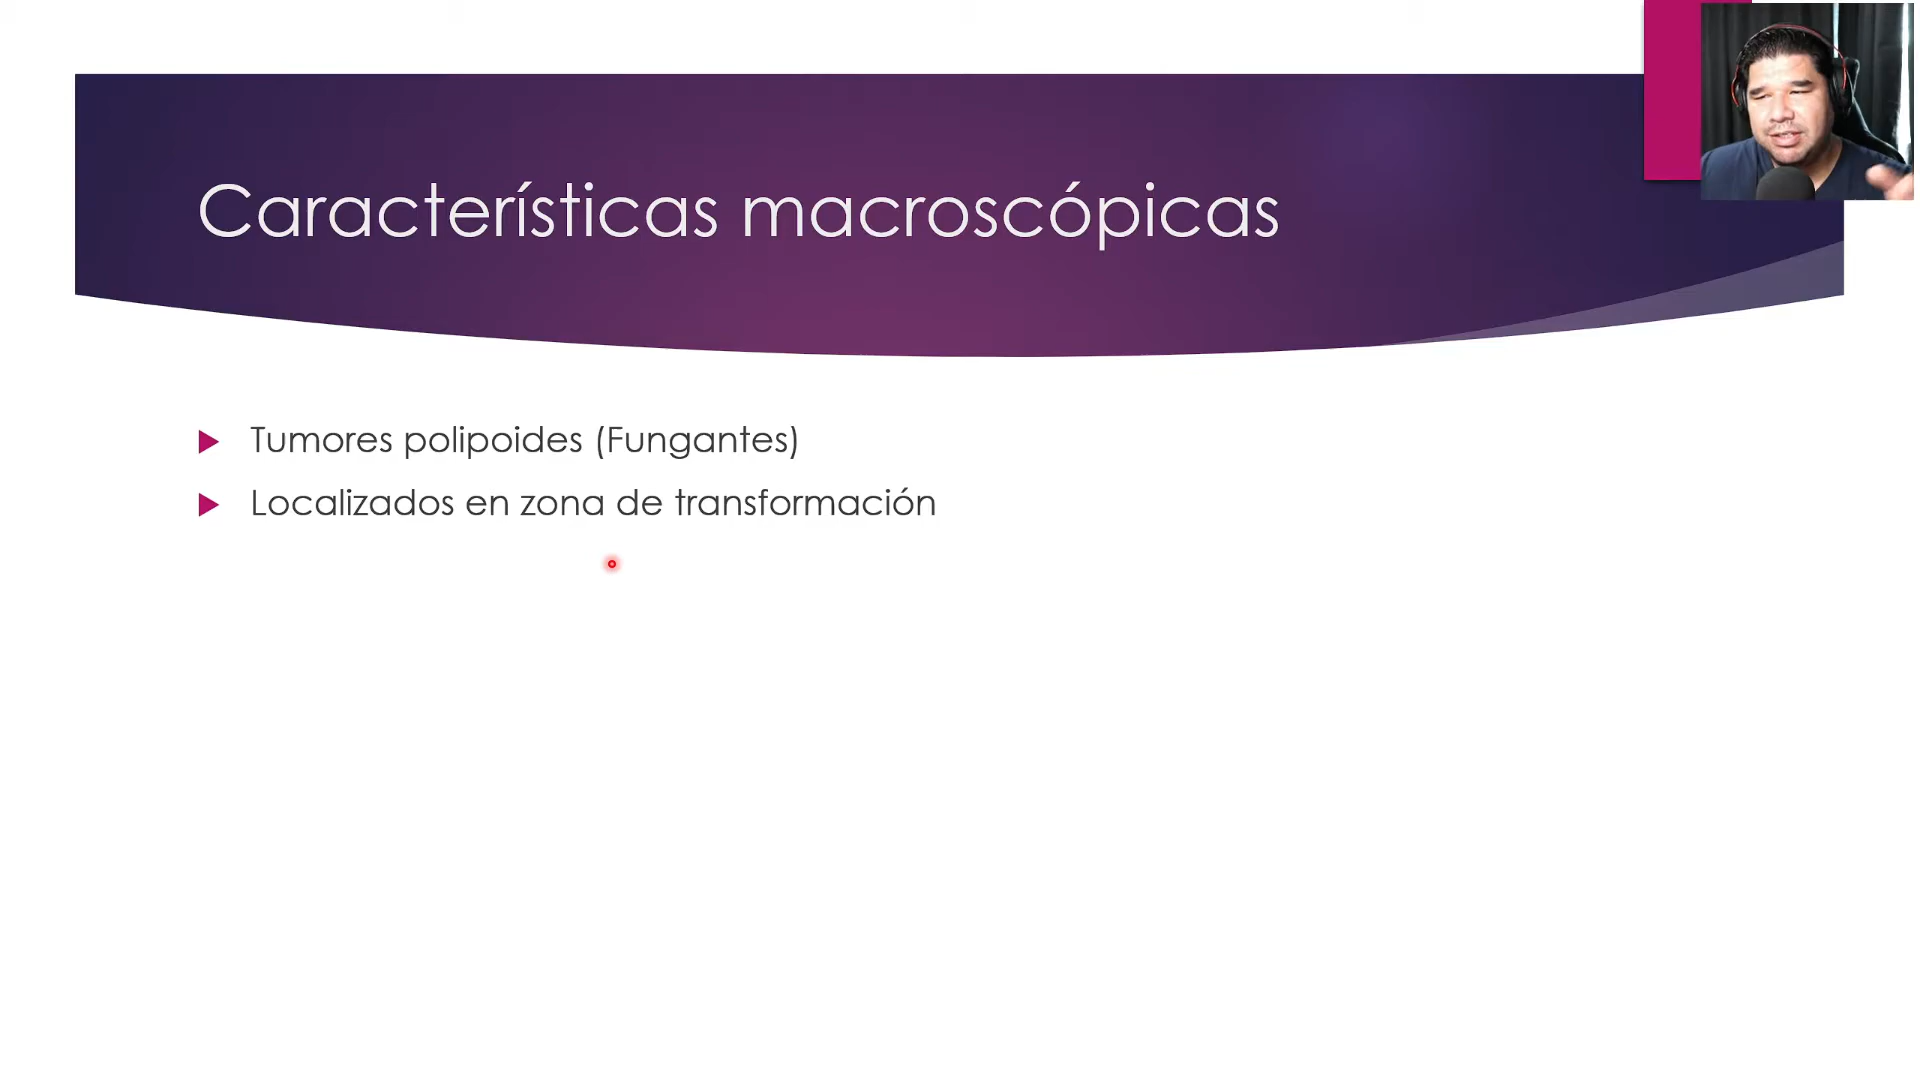 Características macroscópicas
Tumores polipoides (Fungantes)
Localizados en zona de transformación